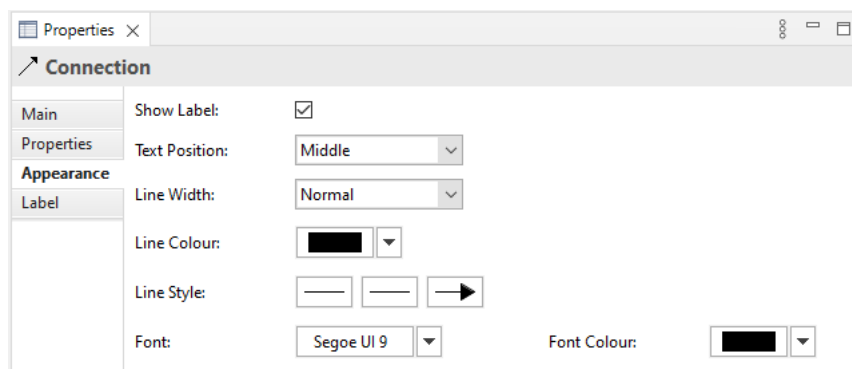 Properties
Connection
Main
Properties
Appearance
Label
Show Label:
Text Position: Middle
Line Width: Normal
Line Colour:
Line Style:
Font: Segoe UI 9 Font Colour: